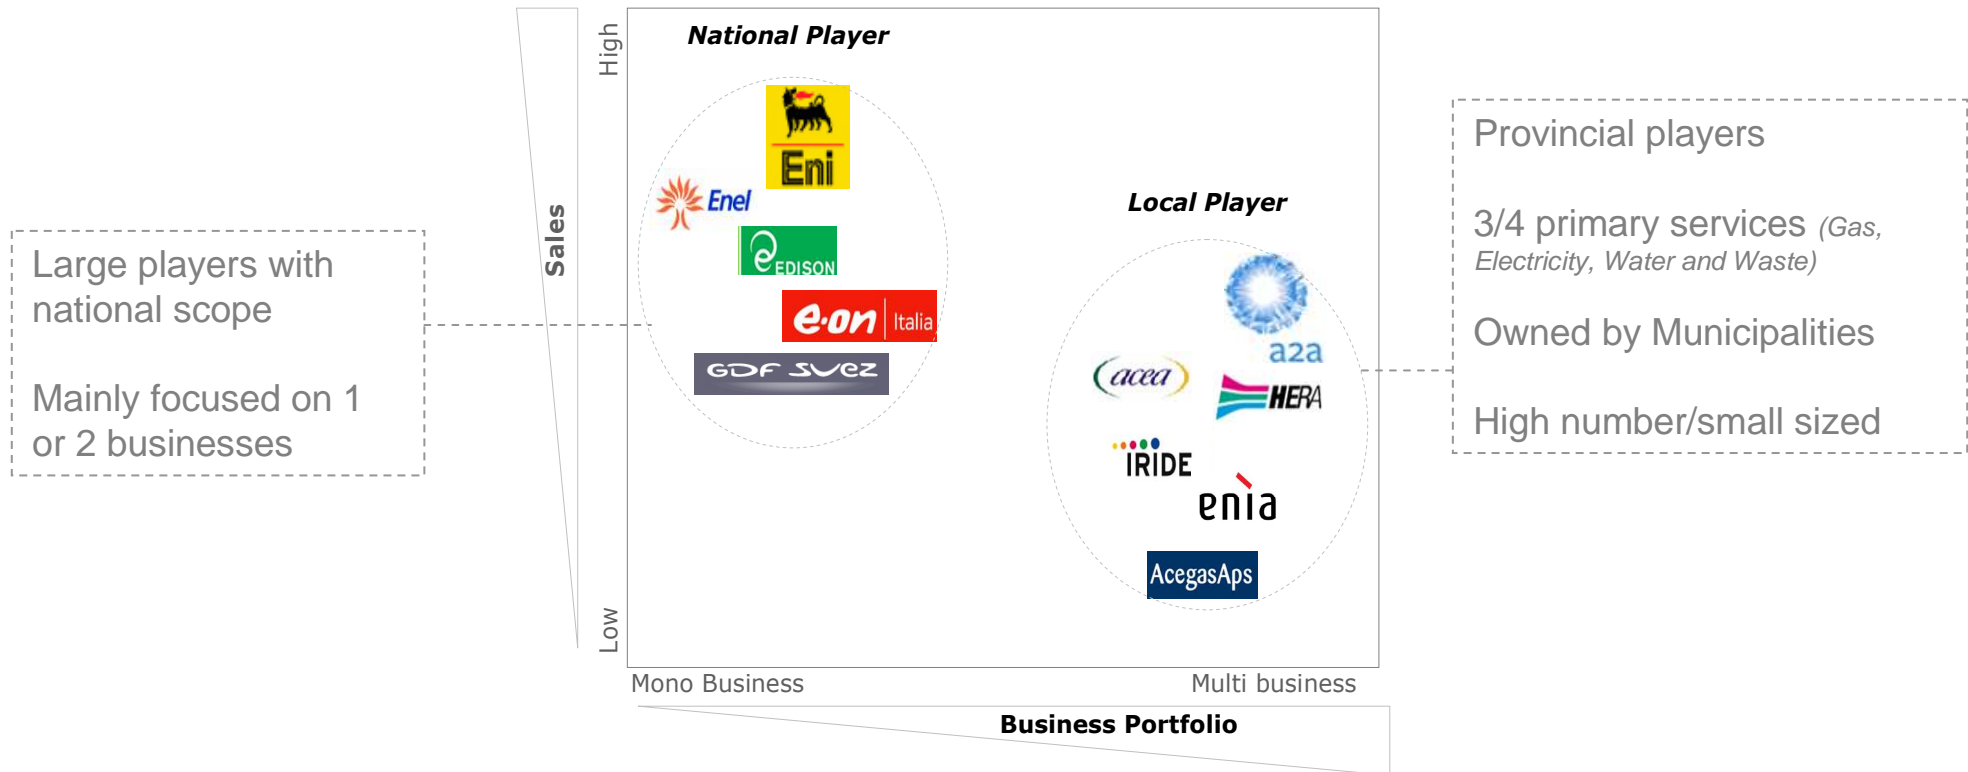 High
National Player
Eni
Enel
EDISON
e·on | Italia
GDF SUEZ
Sales
Low
Large players with
national scope
Mainly focused on 1
or 2 businesses
Local Player
a2a
(acea)
HERA
IRIDE
enìa
AcegasAps
Provincial players
3/4 primary services (Gas,
Electricity, Water and Waste)
Owned by Municipalities
High number/small sized
Mono Business
Multi business
Business Portfolio